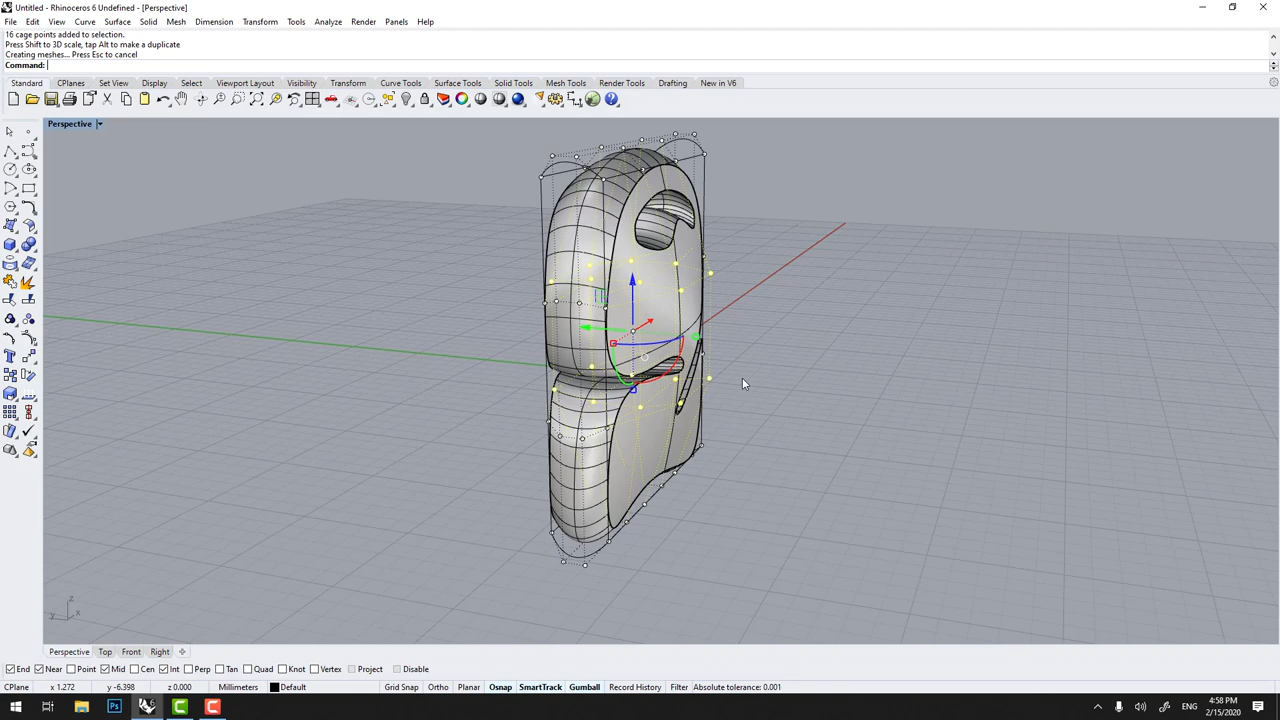 Untitled - Rhinoceros 6 Undefined - [Perspective]
File Edit View Curve Surface Solid Mesh Dimension Transform Tools Analyze Render Panels Help
16 cage points added to selection.
Press Shift to 3D scale, tap Alt to make a duplicate
Creating meshes... Press Esc to cancel
Command:
Standard CPlanes Set View Display Select Viewport Layout Visibility Transform Curve Tools Surface Tools Solid Tools Mesh Tools Render Tools Drafting New in V6
Perspective
z
y x
Perspective Top Front Right
End Near Point Mid Cen Int Perp Tan Quad Knot Vertex Project Disable
CPlane x 1.272 y -6.398 z 0.000 Millimeters Default Grid Snap Ortho Planar Osnap SmartTrack Gumball Record History Filter Absolute tolerance: 0.001
Ps C C ENG 4:58 PM
2/15/2020